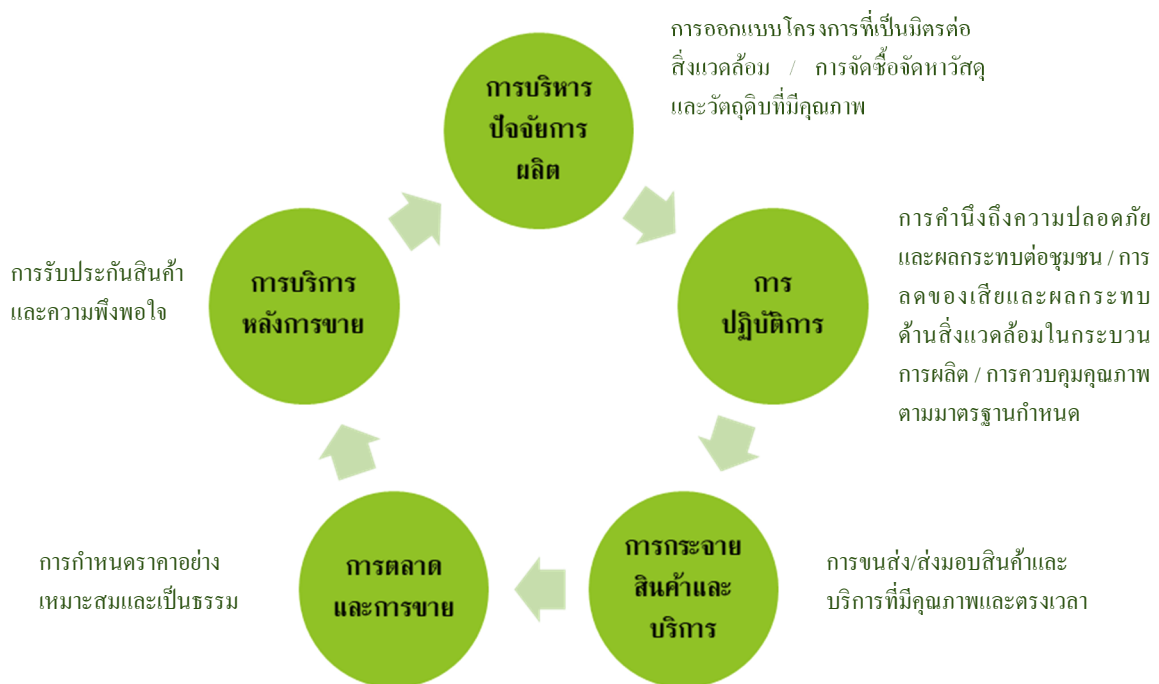 การบริหาร
ปัจจัยการ
ผลิต
การออกแบบโครงการที่เป็นมิตรต่อ
สิ่งแวดล้อม / การจัดซื้อจัดหาวัสดุ
และวัตถุดิบที่มีคุณภาพ
การ
ปฏิบัติการ
การคำนึงถึงความปลอดภัย
และผลกระทบต่อชุมชน / การ
ลดของเสียและผลกระทบ
ด้านสิ่งแวดล้อมในกระบวน
การผลิต / การควบคุมคุณภาพ
ตามมาตรฐานกำหนด
การกระจาย
สินค้าและ
บริการ
การขนส่ง/ส่งมอบสินค้าและ
บริการที่มีคุณภาพและตรงเวลา
การตลาด
และการขาย
การกำหนดราคาอย่าง
เหมาะสมและเป็นธรรม
การบริการ
หลังการขาย
การรับประกันสินค้า
และความพึงพอใจ